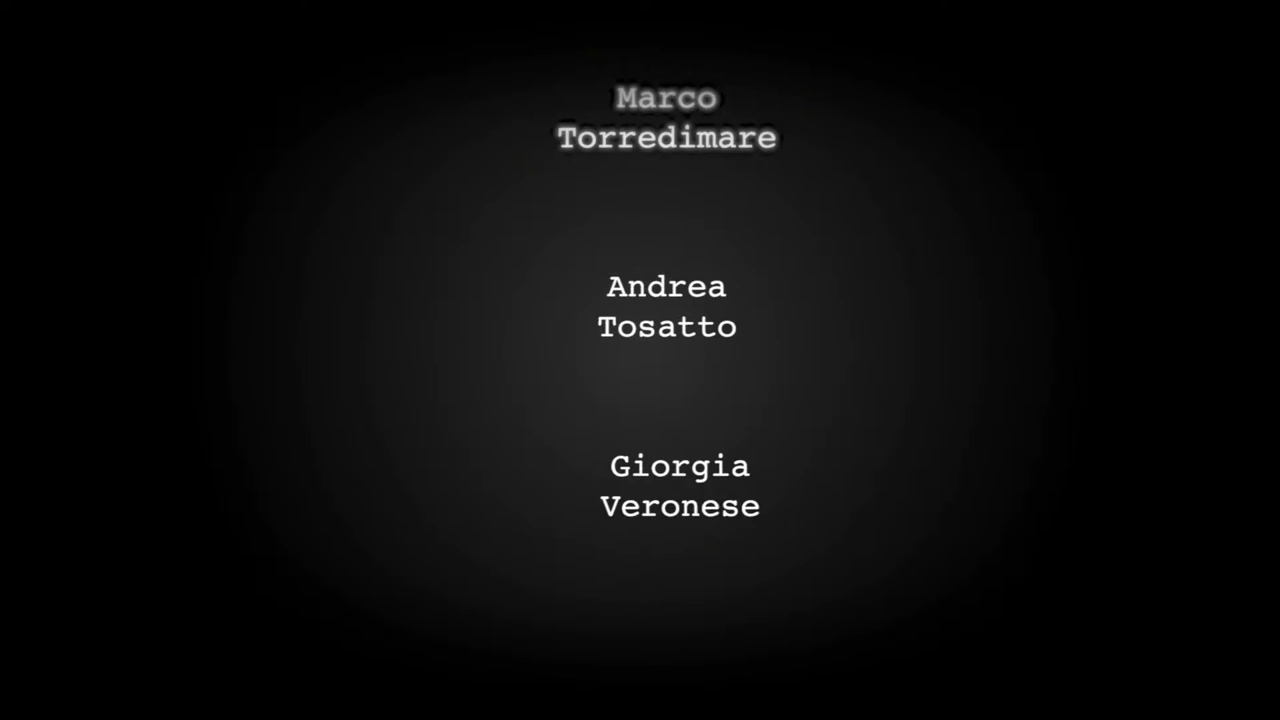 Marco
Torredimare
Andrea
Tosatto
Giorgia
Veronese